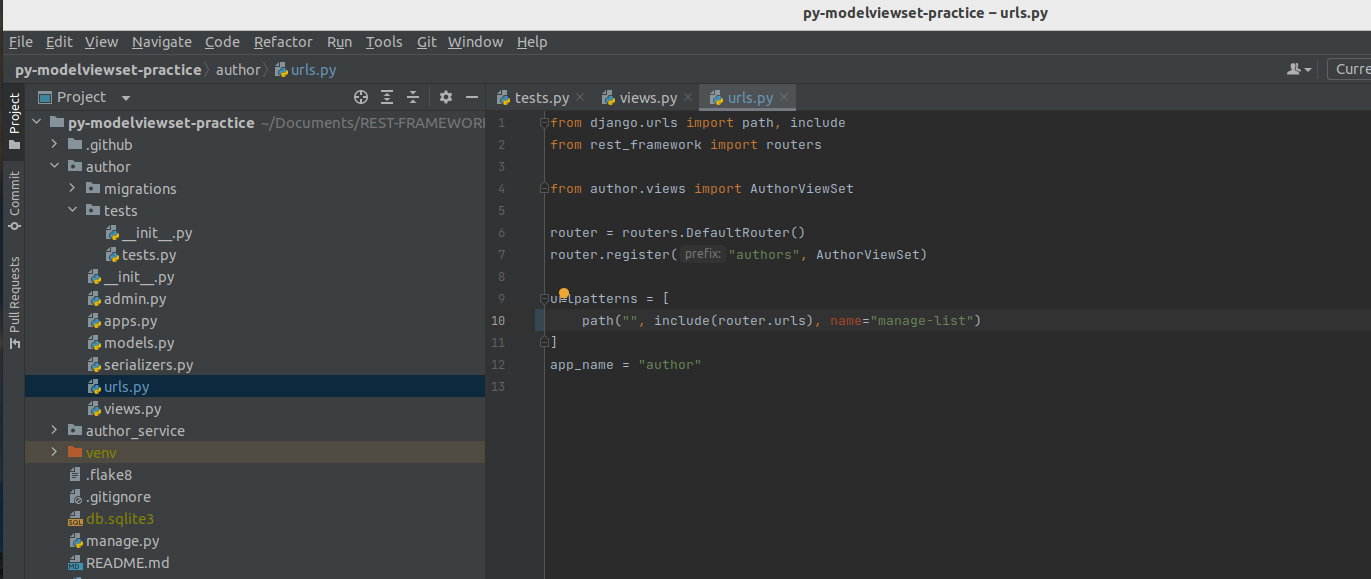 py-modelviewset-practice – urls.py
File Edit View Navigate Code Refactor Run Tools Git Window Help
py-modelviewset-practice author urls.py
Curre
Project
Commit
Pull Requests
Project
py-modelviewset-practice ~/Documents/REST-FRAMEWORK
.github
author
migrations
tests
__init__.py
tests.py
__init__.py
admin.py
apps.py
models.py
serializers.py
urls.py
views.py
author_service
venv
.flake8
.gitignore
db.sqlite3
manage.py
README.md
tests.py views.py urls.py
1 from django.urls import path, include
2 from rest_framework import routers
3
4 from author.views import AuthorViewSet
5
6 router = routers.DefaultRouter()
7 router.register( prefix: "authors", AuthorViewSet)
8
9 urlpatterns = [
10 path("", include(router.urls), name="manage-list")
11 ]
12 app_name = "author"
13